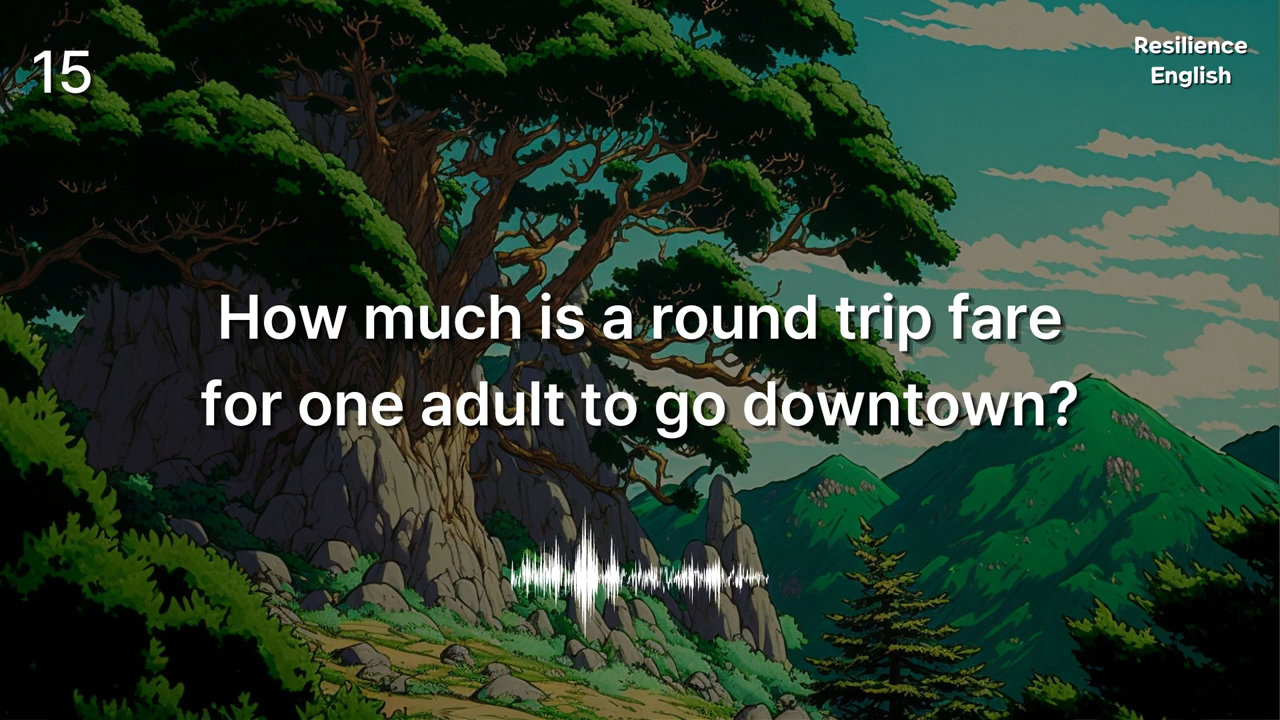 15
Resilience
English
How much is a round trip fare
for one adult to go downtown?